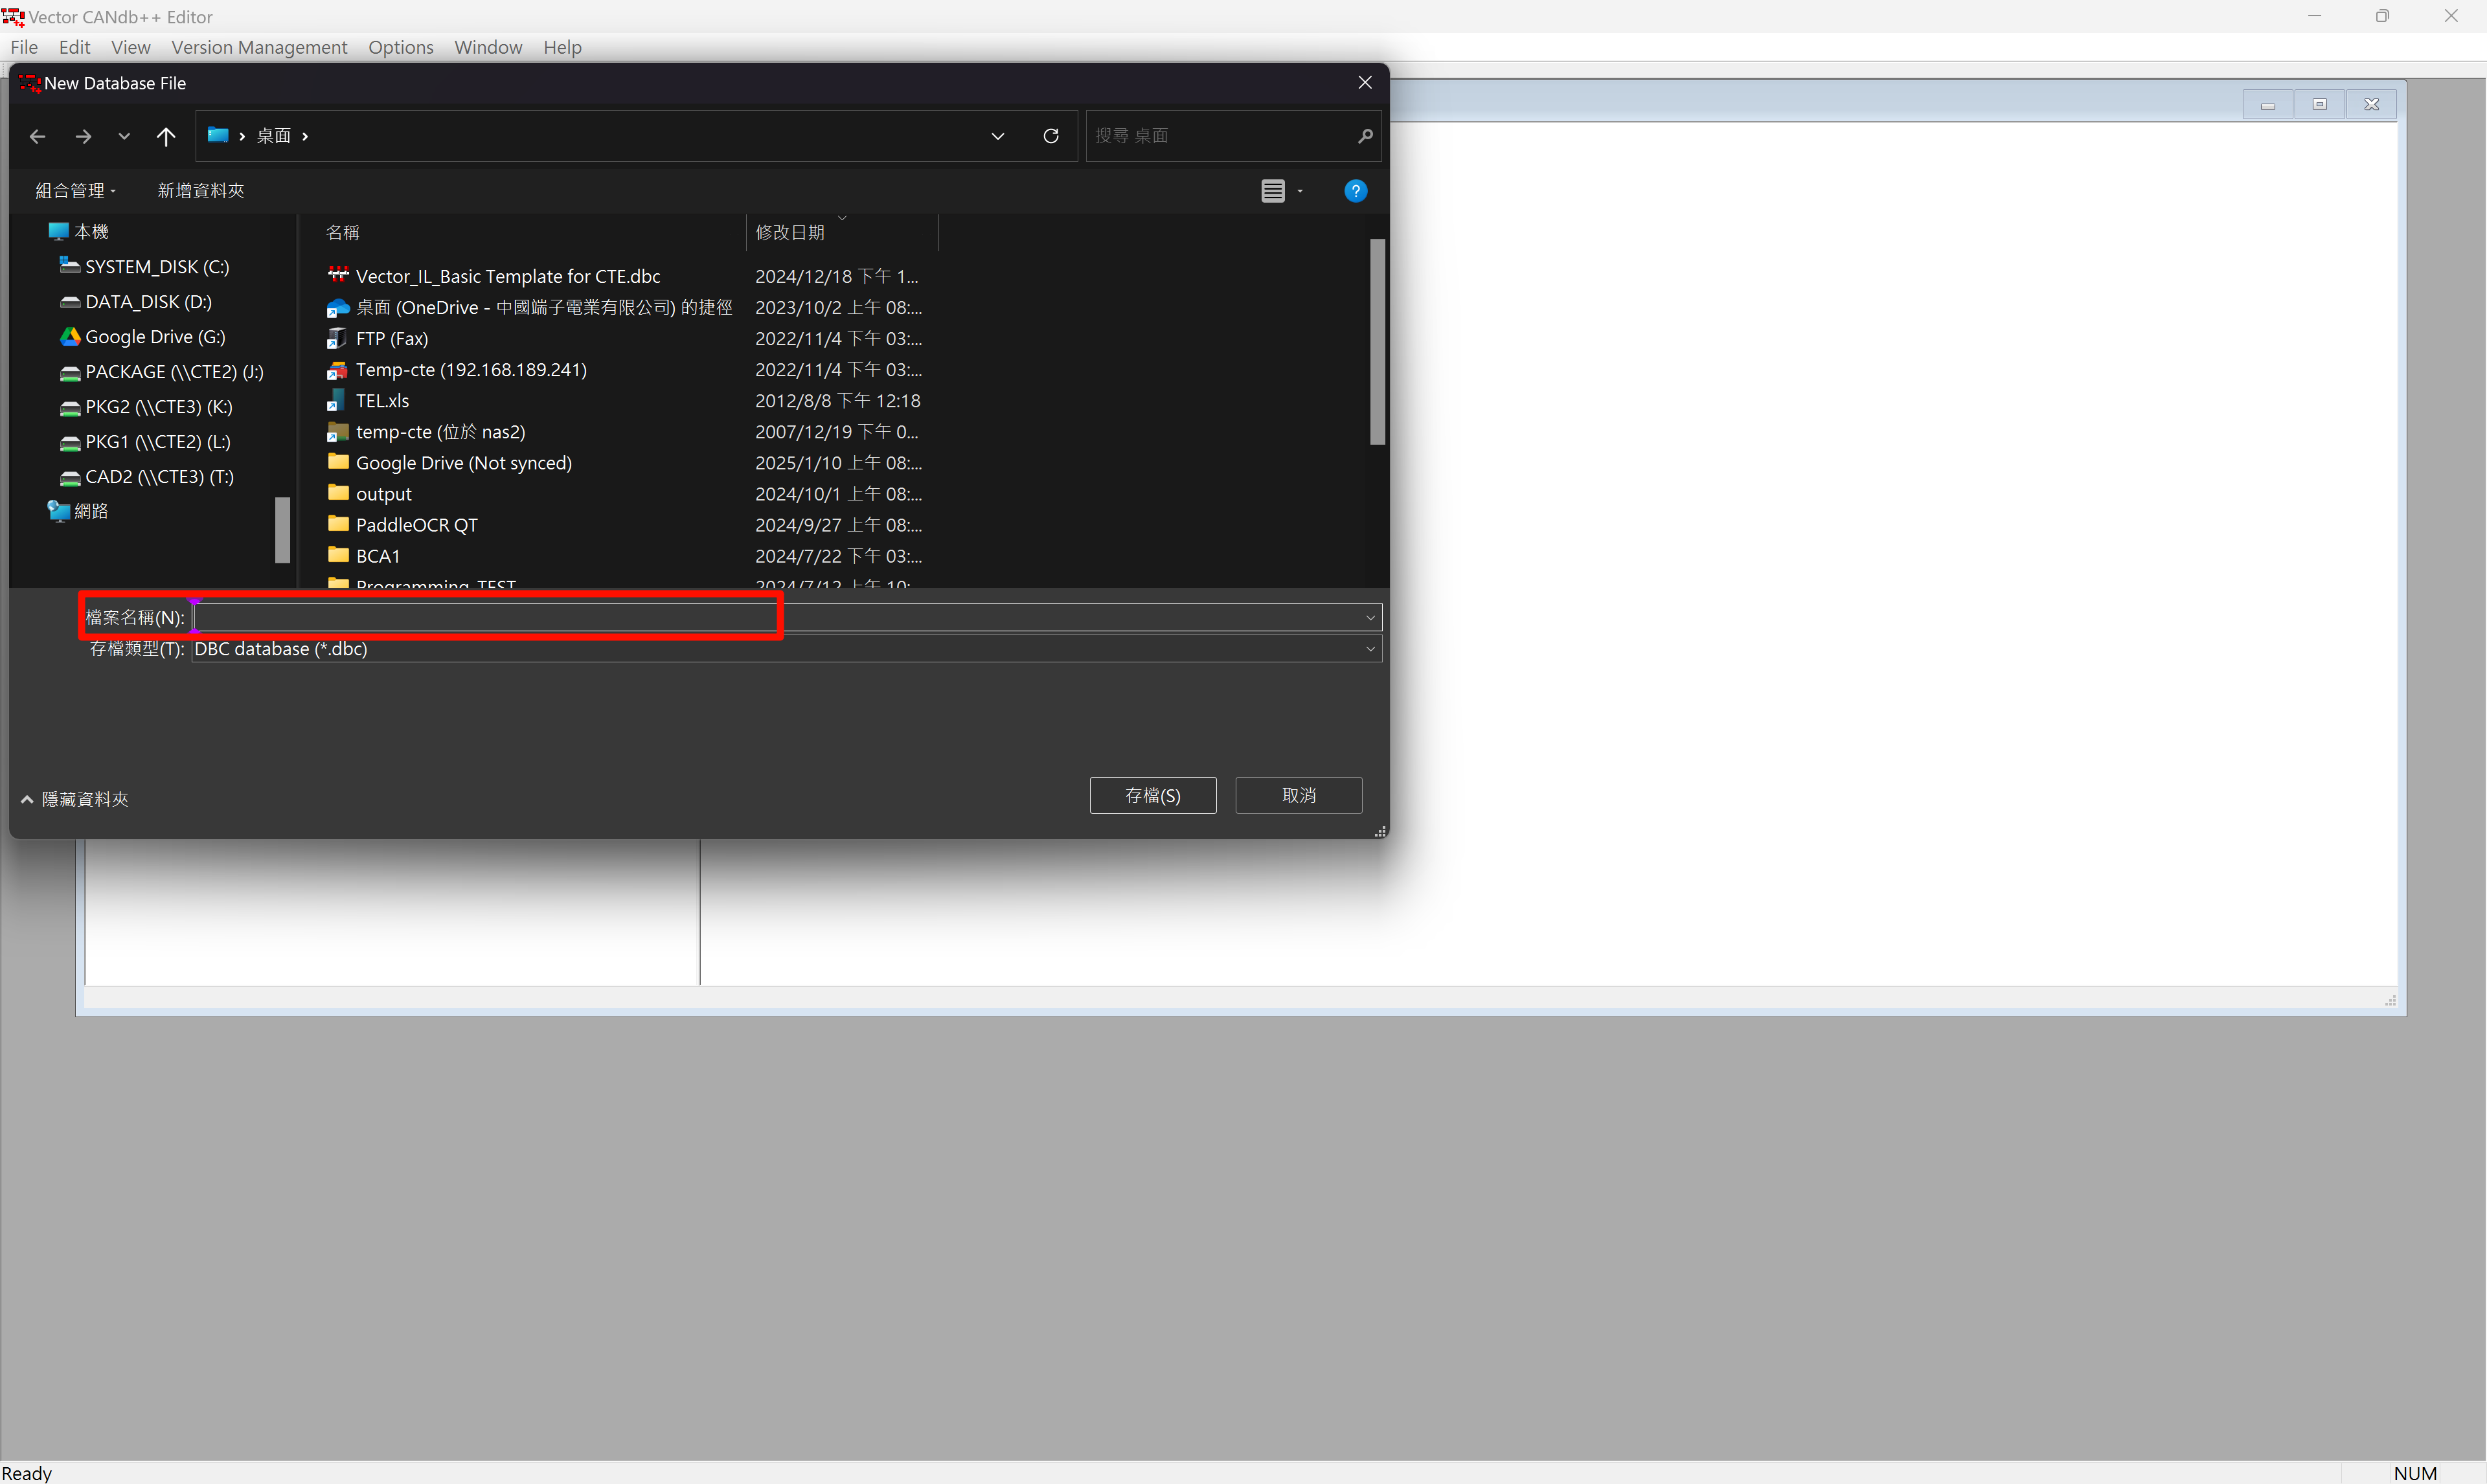 Vector CANdb++ Editor
File Edit View Version Management Options Window Help
New Database File
桌面
搜尋 桌面
組合管理 新增資料夾
本機
SYSTEM_DISK (C:)
DATA_DISK (D:)
Google Drive (G:)
PACKAGE (\\CTE2) (J:)
PKG2 (\\CTE3) (K:)
PKG1 (\\CTE2) (L:)
CAD2 (\\CTE3) (T:)
網路
名稱 修改日期
Vector_IL_Basic Template for CTE.dbc 2024/12/18 下午 1...
桌面 (OneDrive - 中國端子電業有限公司) 的捷徑 2023/10/2 上午 08:...
FTP (Fax) 2022/11/4 下午 03:...
Temp-cte (192.168.189.241) 2022/11/4 下午 03:...
TEL.xls 2012/8/8 下午 12:18
temp-cte (位於 nas2) 2007/12/19 下午 0...
Google Drive (Not synced) 2025/1/10 上午 08:...
output 2024/10/1 上午 08:...
PaddleOCR QT 2024/9/27 上午 08:...
BCA1 2024/7/22 下午 03:...
Programming_TEST 2024/7/12 上午 10:
檔案名稱(N):
存檔類型(T): DBC database (*.dbc)
隱藏資料夾
存檔(S) 取消
Ready NUM